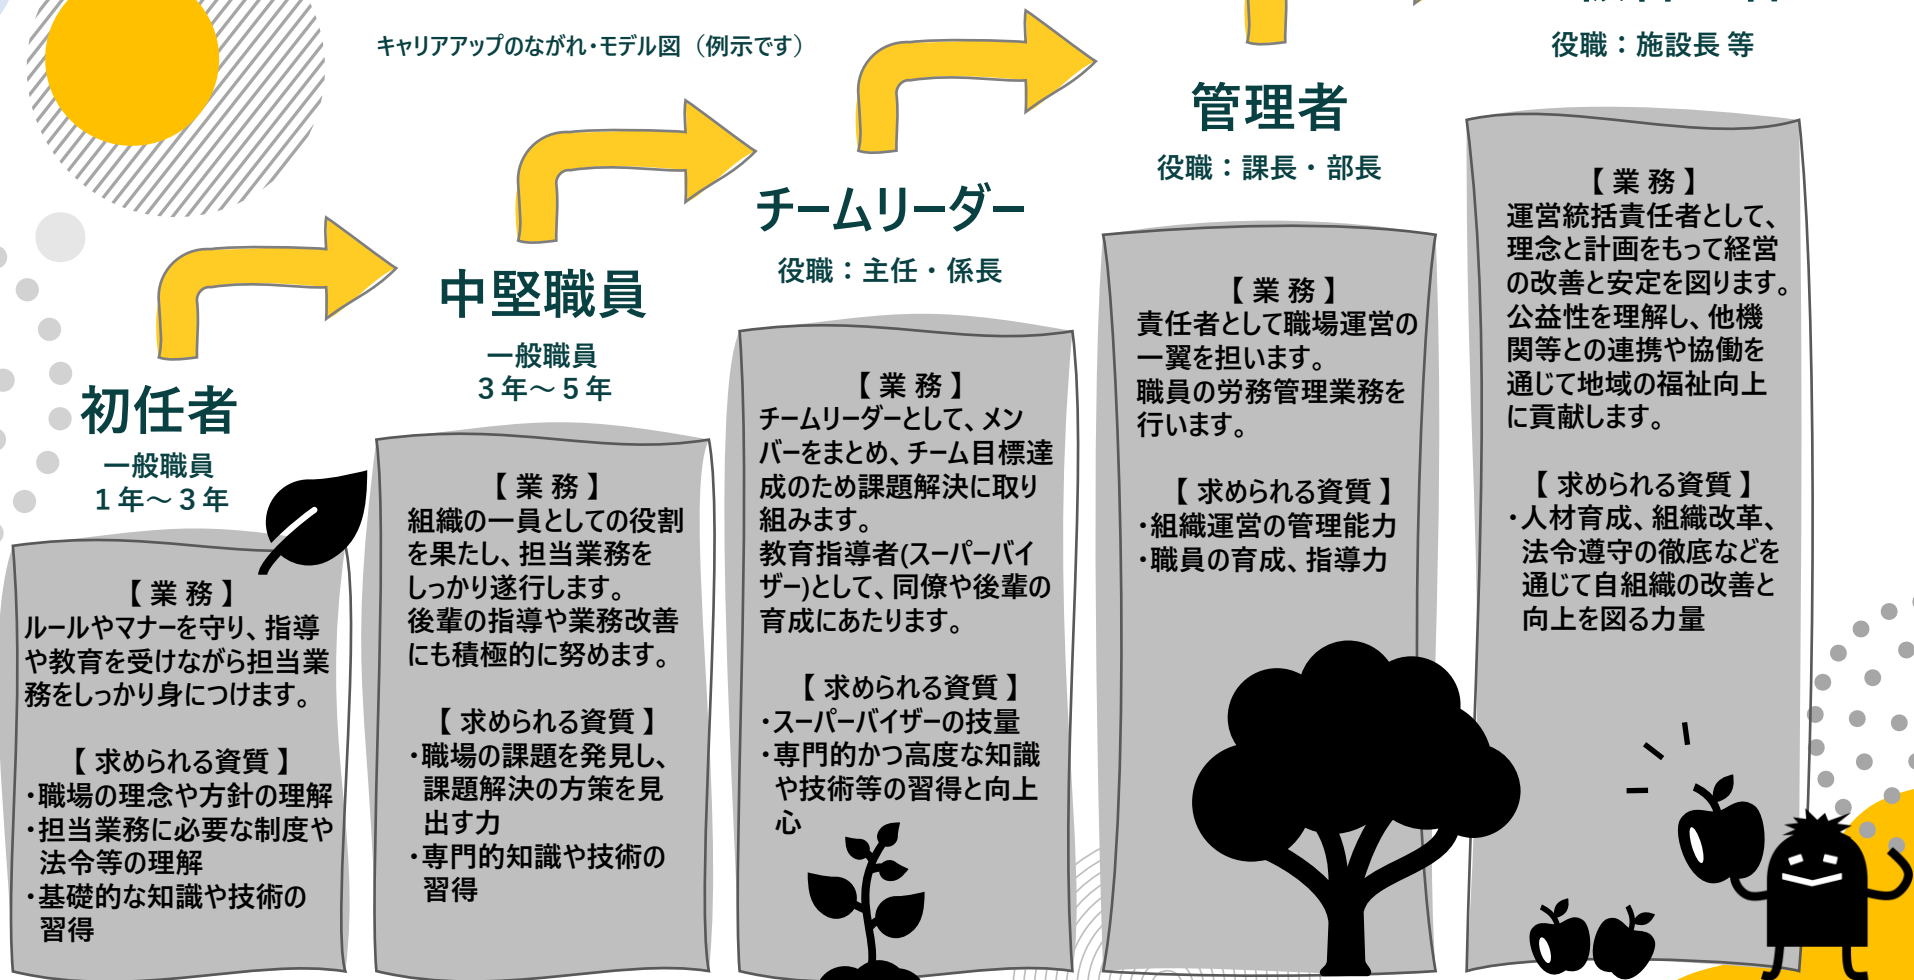 キャリアアップのながれ・モデル図（例示です）
初任者
一般職員
1年～3年
【 業 務 】
ルールやマナーを守り、指導
や教育を受けながら担当業
務をしっかり身につけます。
【 求められる資質 】
・職場の理念や方針の理解
・担当業務に必要な制度や
法令等の理解
・基礎的な知識や技術の
習得
中堅職員
一般職員
3年～5年
【 業 務 】
組織の一員としての役割
を果たし、担当業務を
しっかり遂行します。
後輩の指導や業務改善
にも積極的に努めます。
【 求められる資質 】
・職場の課題を発見し、
課題解決の方策を見
出す力
・専門的知識や技術の
習得
チームリーダー
役職：主任・係長
【 業 務 】
チームリーダーとして、メン
バーをまとめ、チーム目標達
成のため課題解決に取り
組みます。
教育指導者(スーパーバイ
ザー)として、同僚や後輩の
育成にあたります。
【 求められる資質 】
・スーパーバイザーの技量
・専門的かつ高度な知識
や技術等の習得と向上
心
管理者
役職：課長・部長
【 業 務 】
責任者として職場運営の
一翼を担います。
職員の労務管理業務を
行います。
【 求められる資質 】
・組織運営の管理能力
・職員の育成、指導力
役職：施設長 等
【 業 務 】
運営統括責任者として、
理念と計画をもって経営
の改善と安定を図ります。
公益性を理解し、他機
関等との連携や協働を
通じて地域の福祉向上
に貢献します。
【 求められる資質 】
・人材育成、組織改革、
法令遵守の徹底などを
通じて自組織の改善と
向上を図る力量